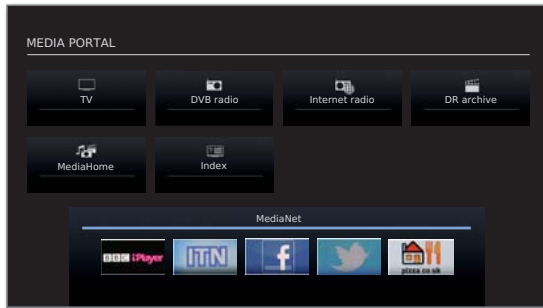 MEDIA PORTAL
TV
DVB radio
Internet radio
DR archive
MediaHome
Index
MediaNet
BBC iPlayer
ITN
f
pizza.co.uk